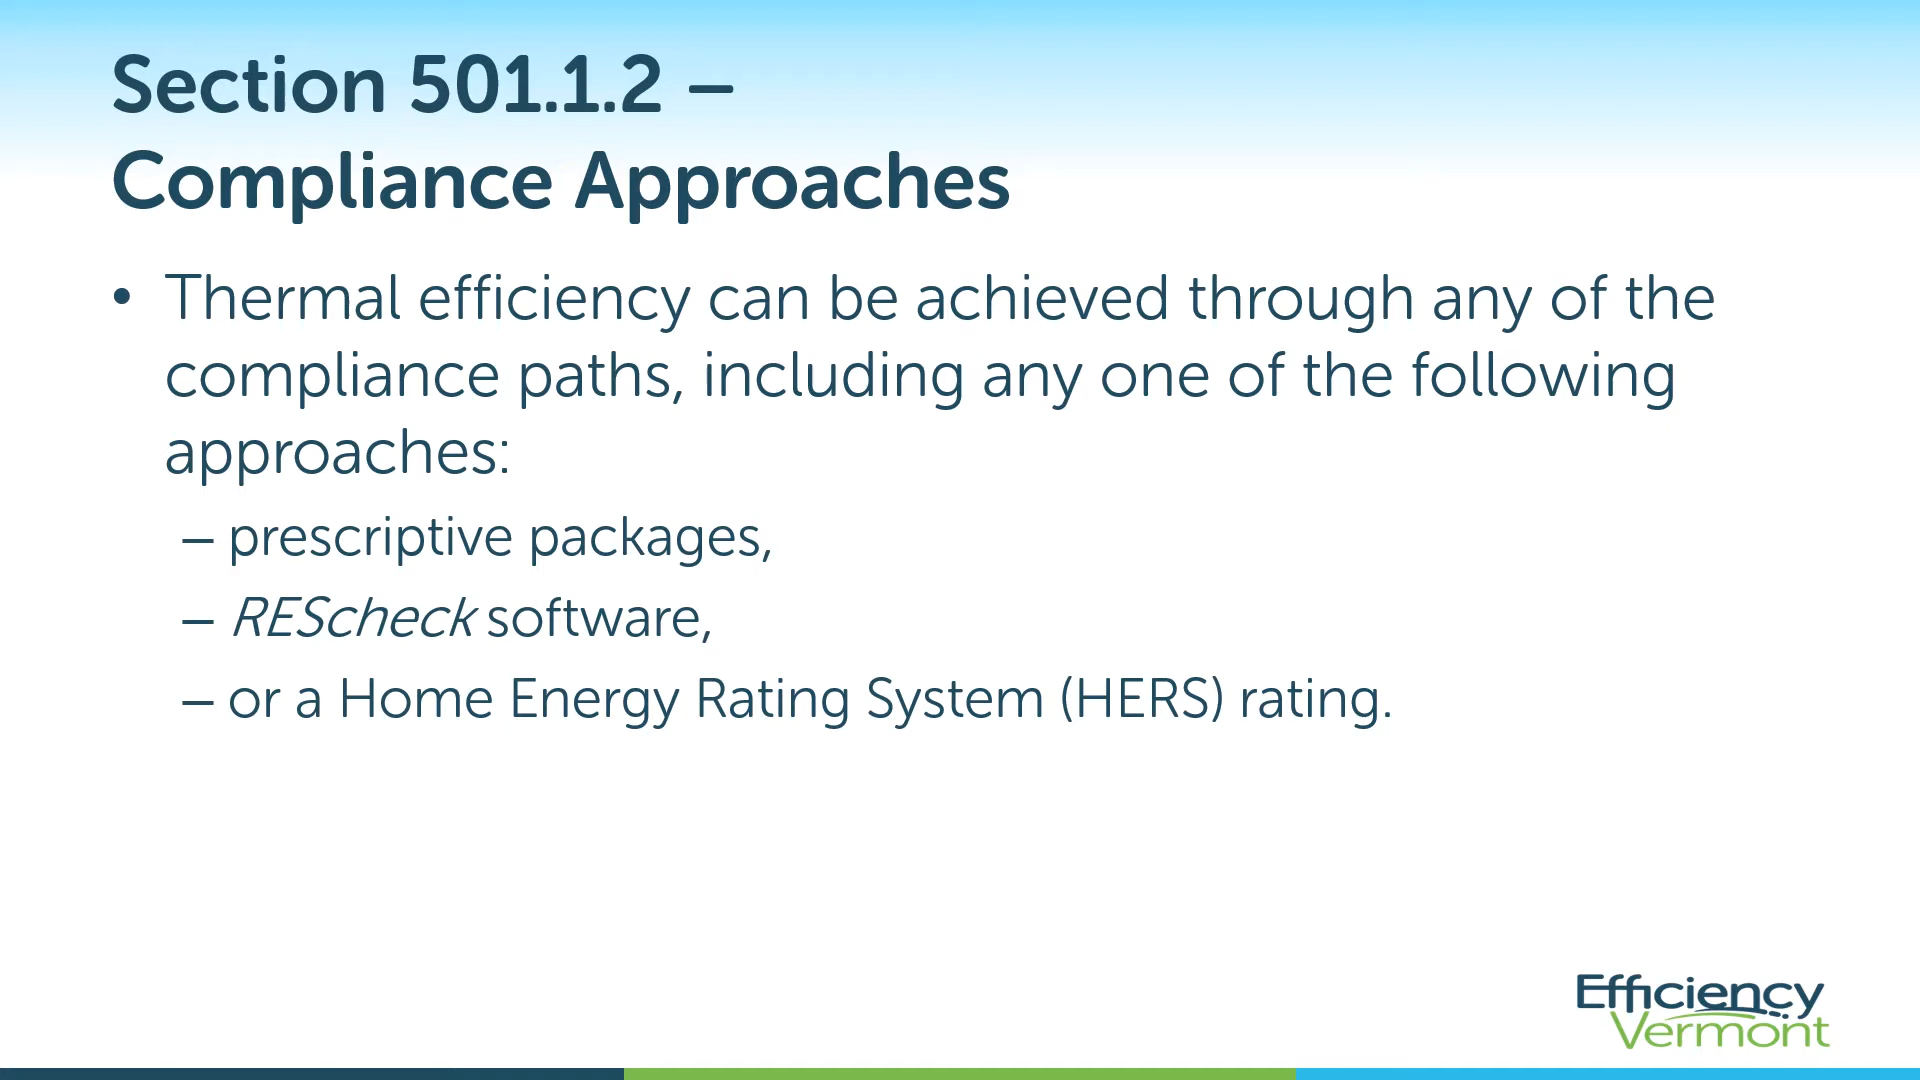 Section 501.1.2 –
Compliance Approaches
• Thermal efficiency can be achieved through any of the
compliance paths, including any one of the following
approaches:
– prescriptive packages,
– REScheck software,
– or a Home Energy Rating System (HERS) rating.
Efficiency
Vermont